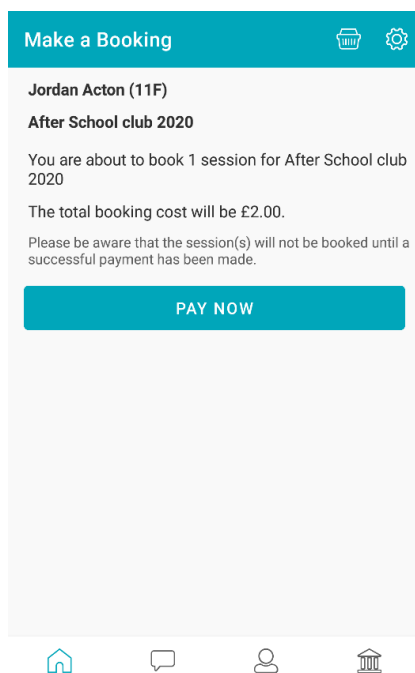 Make a Booking
Jordan Acton (11F)
After School club 2020
You are about to book 1 session for After School club
2020
The total booking cost will be £2.00.
Please be aware that the session(s) will not be booked until a
successful payment has been made.
PAY NOW